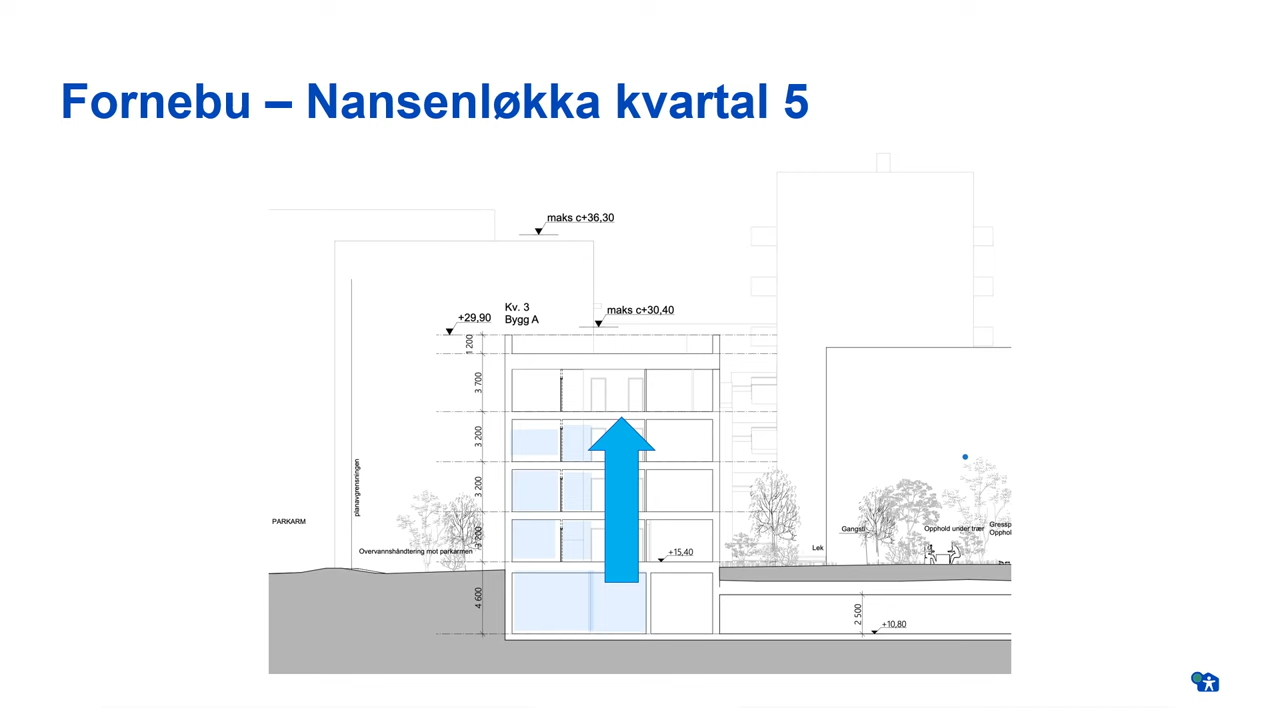 Fornebu – Nansenløkka kvartal 5
maks c+36,30
Kv. 3
Bygg A
maks c+30,40
+29,90
1 200
3 700
3 200
3 200
3 200
4 600
planavgrensningen
PARKARM
Overvannshåndtering mot parkarmen
+15,40
Lek
Gangsti
Opphold under trær
Gressp
Opphol
2 500
+10,80